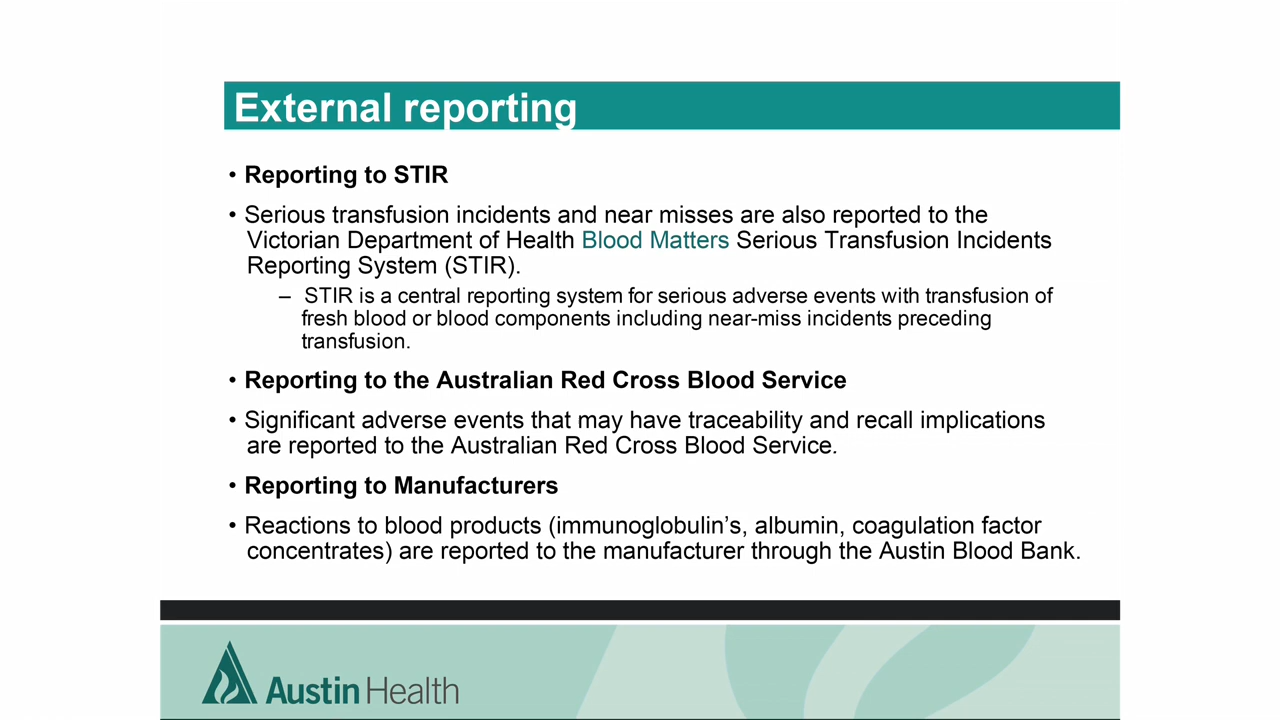 External reporting
• Reporting to STIR
• Serious transfusion incidents and near misses are also reported to the
Victorian Department of Health Blood Matters Serious Transfusion Incidents
Reporting System (STIR).
– STIR is a central reporting system for serious adverse events with transfusion of
fresh blood or blood components including near-miss incidents preceding
transfusion.
• Reporting to the Australian Red Cross Blood Service
• Significant adverse events that may have traceability and recall implications
are reported to the Australian Red Cross Blood Service.
• Reporting to Manufacturers
• Reactions to blood products (immunoglobulin’s, albumin, coagulation factor
concentrates) are reported to the manufacturer through the Austin Blood Bank.
Austin Health